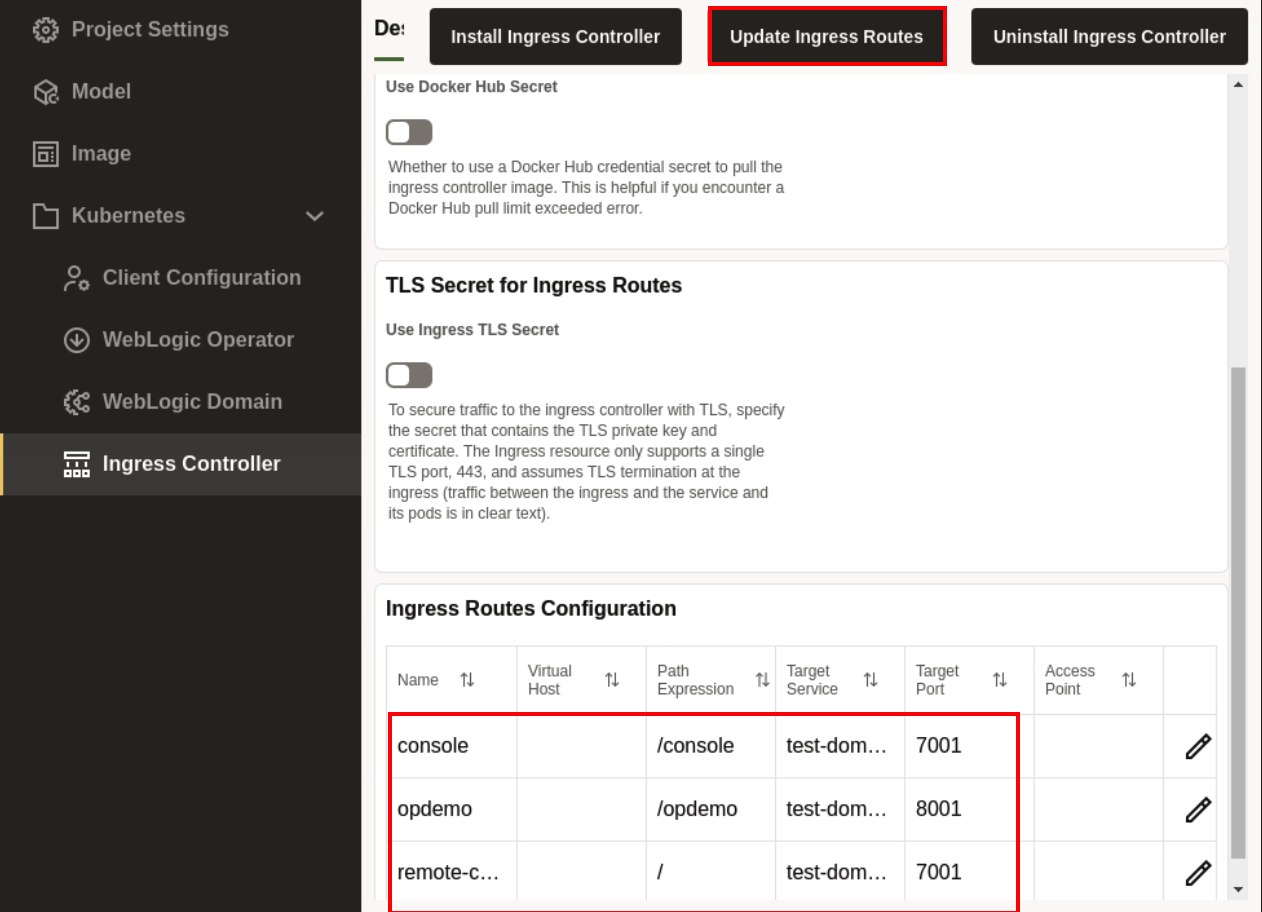 Project Settings
Model
Image
Kubernetes
Client Configuration
WebLogic Operator
WebLogic Domain
Ingress Controller
Install Ingress Controller
Update Ingress Routes
Uninstall Ingress Controller
Use Docker Hub Secret
Whether to use a Docker Hub credential secret to pull the
ingress controller image. This is helpful if you encounter a
Docker Hub pull limit exceeded error.
TLS Secret for Ingress Routes
Use Ingress TLS Secret
To secure traffic to the ingress controller with TLS, specify
the secret that contains the TLS private key and
certificate. The Ingress resource only supports a single
TLS port, 443, and assumes TLS termination at the
ingress (traffic between the ingress and the service and
its pods is in clear text).
Ingress Routes Configuration
Name Virtual Host Path Expression Target Service Target Port Access Point
console /console test-dom... 7001
opdemo /opdemo test-dom... 8001
remote-c... / test-dom... 7001